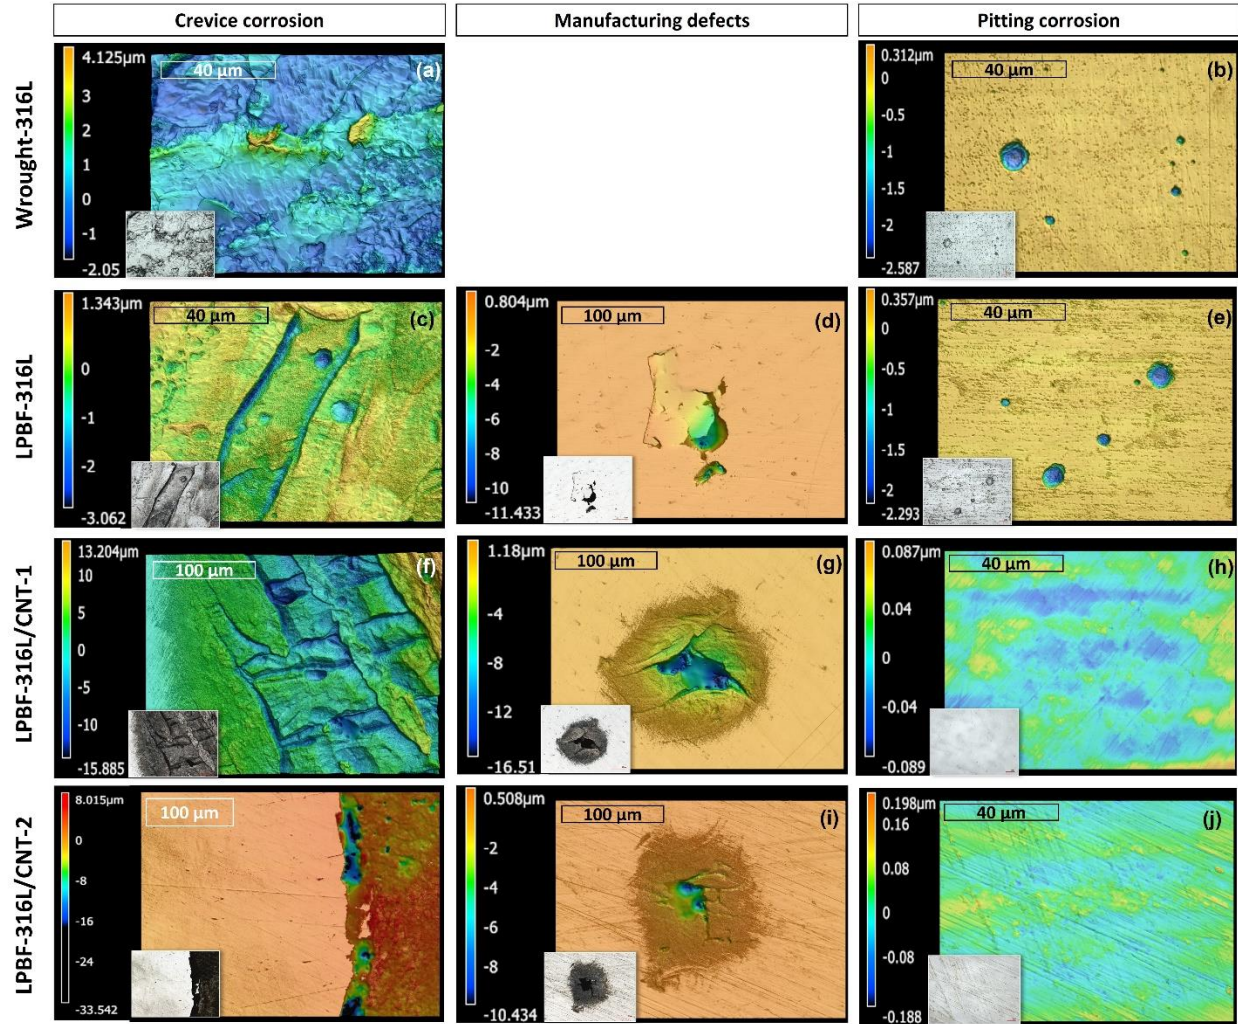 Crevice corrosion
Manufacturing defects
Pitting corrosion
Wrought-316L
4.125µm
3
2
1
0
-1
-2.05
40 µm
(a)
0.312µm
0
-0.5
-1
-1.5
-2
-2.587
40 µm
(b)
LPBF-316L
1.343µm
0
-1
-2
-3.062
40 µm
(c)
0.804µm
-2
-4
-6
-8
-10
-11.433
100 µm
(d)
0.357µm
0
-0.5
-1
-1.5
-2
-2.293
40 µm
(e)
LPBF-316L/CNT-1
13.204µm
10
5
0
-5
-10
-15.885
100 µm
(f)
1.18µm
-4
-8
-12
-16.51
100 µm
(g)
0.087µm
0.04
0
-0.04
-0.089
40 µm
(h)
LPBF-316L/CNT-2
8.015µm
0
-8
-16
-24
-33.542
100 µm
0.508µm
-2
-4
-6
-8
-10.434
100 µm
(i)
0.198µm
0.16
0.08
0
-0.08
-0.188
40 µm
(j)